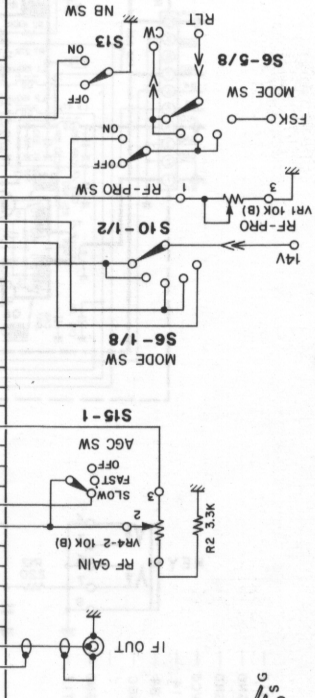 NB SW
S13
ON
OFF
CW
RLT
S6-5/8
MODE SW
FSK
ON
OFF
RF-PRO SW
S10-1/2
1
3
VR1 10K (B)
RF-PRO
14V
S6-1/8
MODE SW
S15-1
AGC SW
OFF
FAST
SLOW
3
2
VR4-2 10K (B)
RF GAIN
1
R2 3.3K
IF OUT
G
S